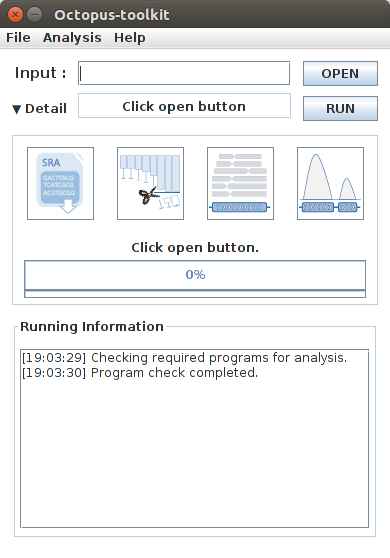 Octopus-toolkit
File Analysis Help
Input : OPEN
▼ Detail Click open button RUN
SRA
GACTTACG
TCATCGCG
ACGTGCGG
Click open button.
0%
Running Information
[19:03:29] Checking required programs for analysis.
[19:03:30] Program check completed.